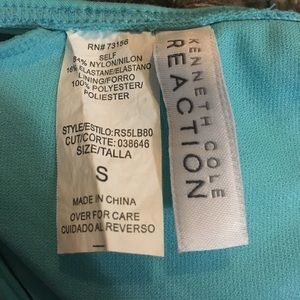 RN# 73156
SELF
84% NYLON/NILON
16% ELASTANE/ELASTANO
LINING/FORRO
100% POLYESTER/
POLIESTER
STYLE/ESTILO: RS5LB80
CUT/CORTE: 038646
SIZE/TALLA
S
MADE IN CHINA
OVER FOR CARE
CUIDADO AL REVERSO
KENNETH COLE
REACTION